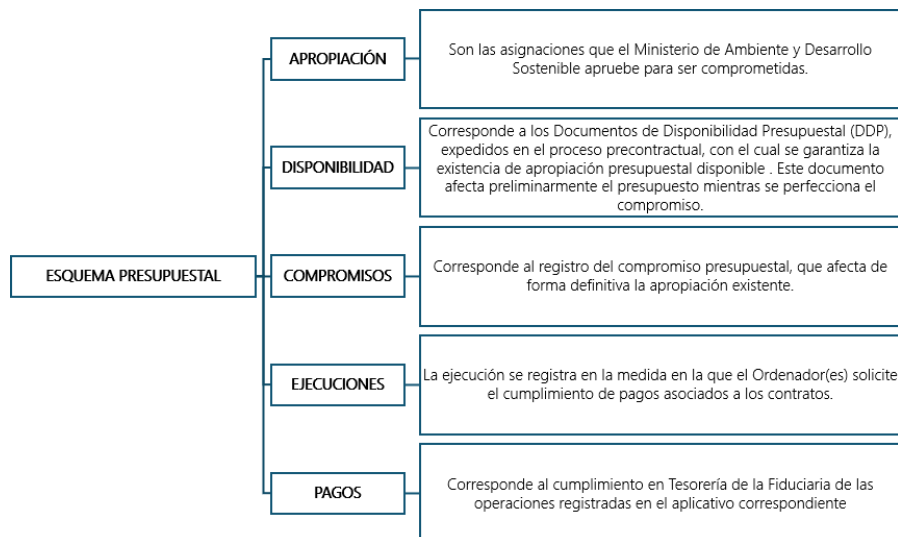 ESQUEMA PRESUPUESTAL
APROPIACIÓN
Son las asignaciones que el Ministerio de Ambiente y Desarrollo
Sostenible apruebe para ser comprometidas.
DISPONIBILIDAD
Corresponde a los Documentos de Disponibilidad Presupuestal (DDP),
expedidos en el proceso precontractual, con el cual se garantiza la
existencia de apropiación presupuestal disponible . Este documento
afecta preliminarmente el presupuesto mientras se perfecciona el
compromiso.
COMPROMISOS
Corresponde al registro del compromiso presupuestal, que afecta de
forma definitiva la apropiación existente.
EJECUCIONES
La ejecución se registra en la medida en la que el Ordenador(es) solicite
el cumplimiento de pagos asociados a los contratos.
PAGOS
Corresponde al cumplimiento en Tesorería de la Fiduciaria de las
operaciones registradas en el aplicativo correspondiente